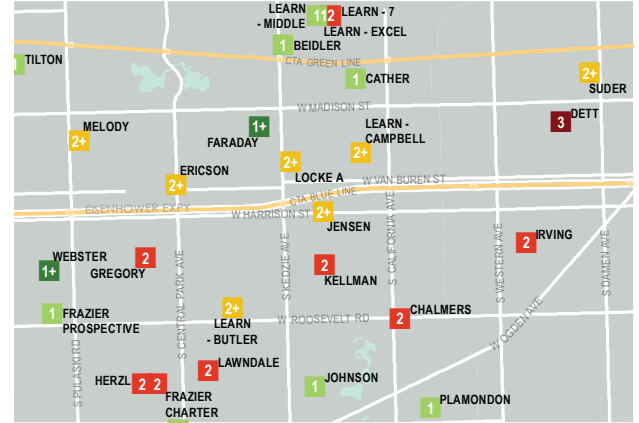 LEARN
- MIDDLE
11
2
LEARN - 7
LEARN - EXCEL
1
BEIDLER
CTA GREEN LINE
1
TILTON
1
CATHER
2+
SUDER
W MADISON ST
3
DETT
MELODY
2+
FARADAY
1+
LEARN -
CAMPBELL
2+
ERICSON
2+
2+
LOCKE A
W VAN BUREN ST
CTA BLUE LINE
EISENHOWER EXPY
W HARRISON ST
2+
JENSEN
S CALIFORNIA AVE
2
IRVING
WEBSTER
1+
GREGORY
2
2
KELLMAN
S CENTRAL PARK AVE
S KEDZIE AVE
S WESTERN AVE
S DAMEN AVE
1
FRAZIER
PROSPECTIVE
2+
LEARN
- BUTLER
W ROOSEVELT RD
2
CHALMERS
W OGDEN AVE
S PULASKI RD
2
LAWNDALE
HERZL
2
2
FRAZIER
CHARTER
1
JOHNSON
1
PLAMONDON